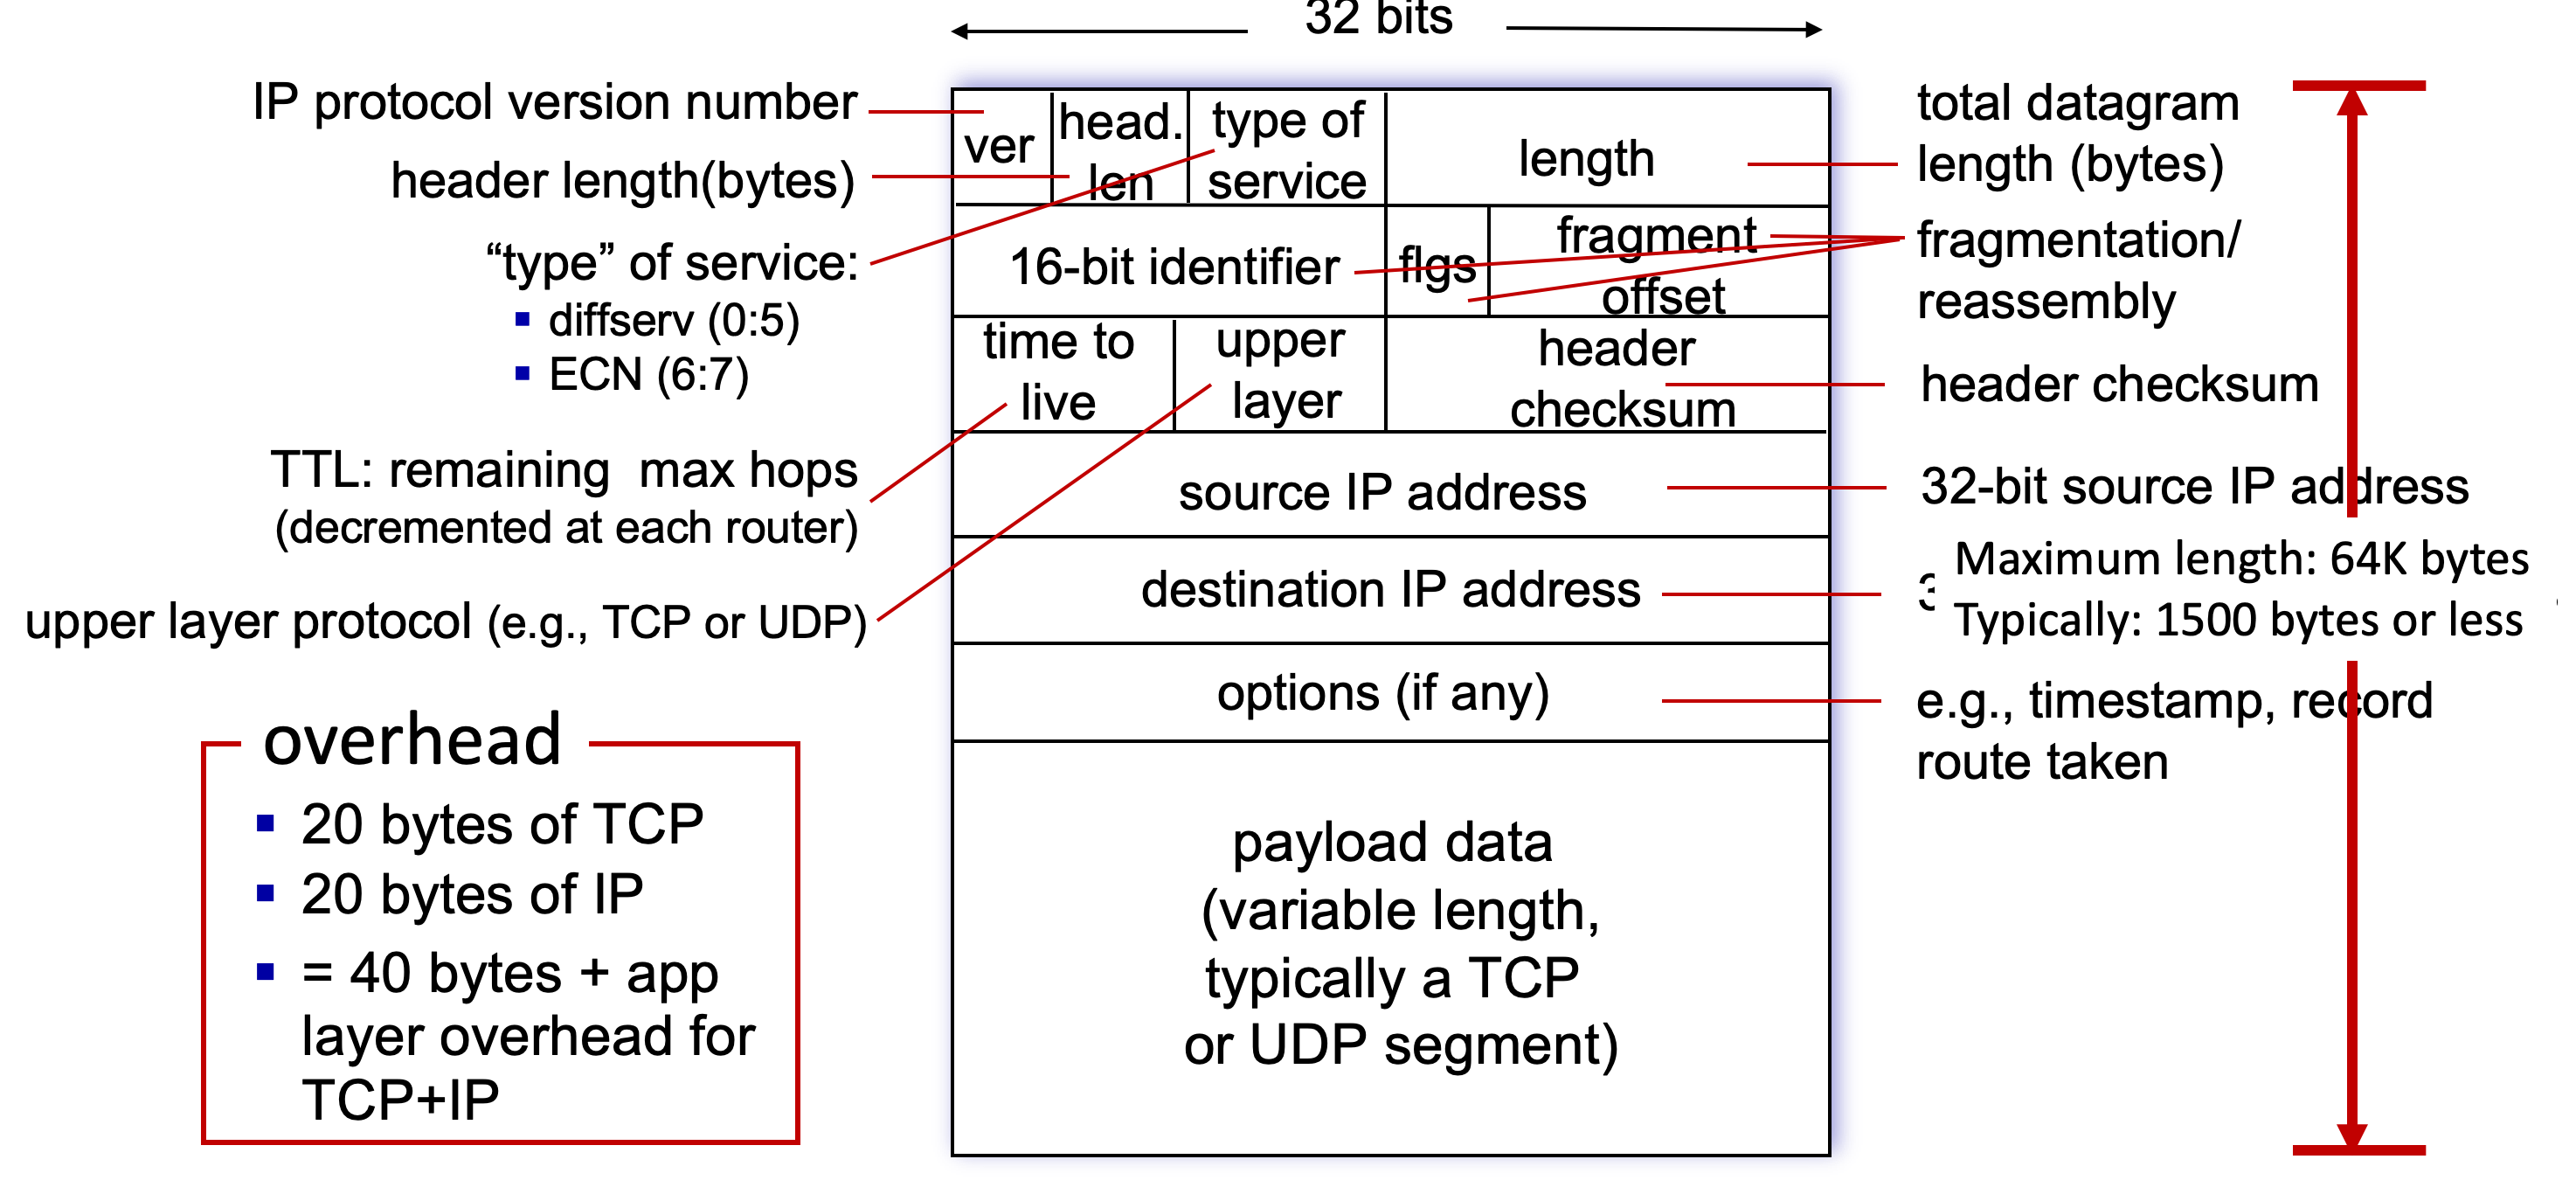 32 bits
IP protocol version number
header length(bytes)
“type” of service:
▪ diffserv (0:5)
▪ ECN (6:7)
TTL: remaining  max hops
(decremented at each router)
upper layer protocol (e.g., TCP or UDP)
overhead
▪ 20 bytes of TCP
▪ 20 bytes of IP
▪ = 40 bytes + app
layer overhead for
TCP+IP
ver
head.
len
type of
service
length
16-bit identifier
flgs
fragment
offset
time to
live
upper
layer
header
checksum
source IP address
destination IP address
options (if any)
payload data
(variable length,
typically a TCP
or UDP segment)
total datagram
length (bytes)
fragmentation/
reassembly
header checksum
32-bit source IP address
Maximum length: 64K bytes
Typically: 1500 bytes or less
e.g., timestamp, record
route taken